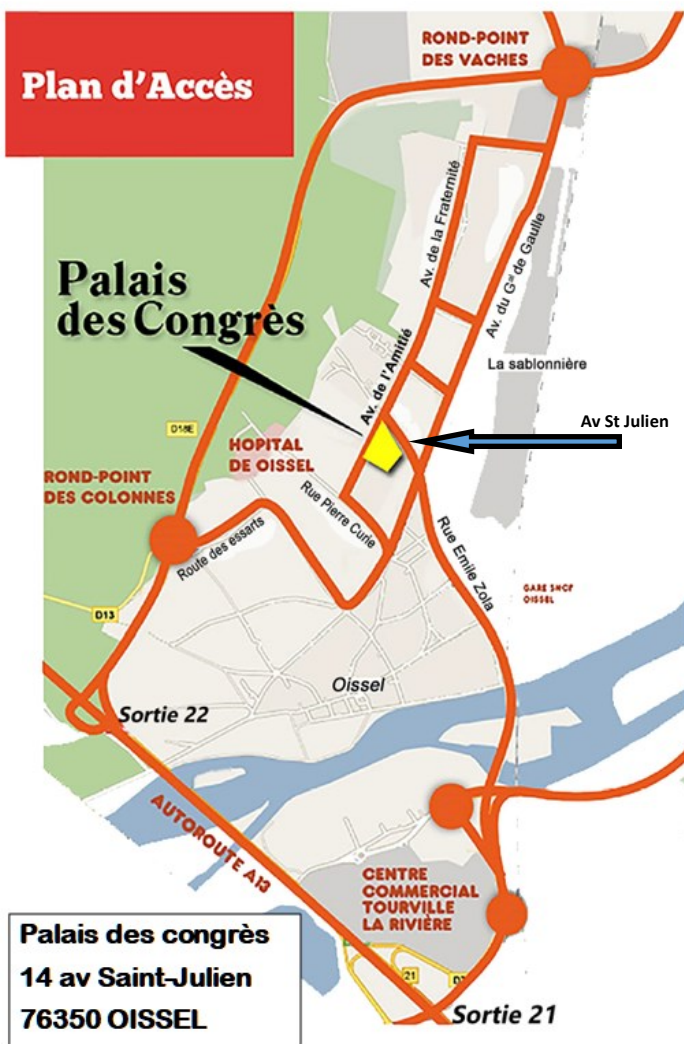 ROND-POINT
DES VACHES
Plan d'Accès
Av. de la Fraternité
Av. du Gal de Gaulle
Palais
des Congrès
Av. de l'Amitié
La sablonnière
Av St Julien
D18E
HOPITAL
DE OISSEL
ROND-POINT
DES COLONNES
Rue Pierre Curie
Route des essarts
Rue Emile Zola
GARE SNCF
OISSEL
D13
Oissel
Sortie 22
AUTOROUTE A13
CENTRE
COMMERCIAL
TOURVILLE
LA RIVIÈRE
Palais des congrès
14 av Saint-Julien
76350 OISSEL
21
Sortie 21